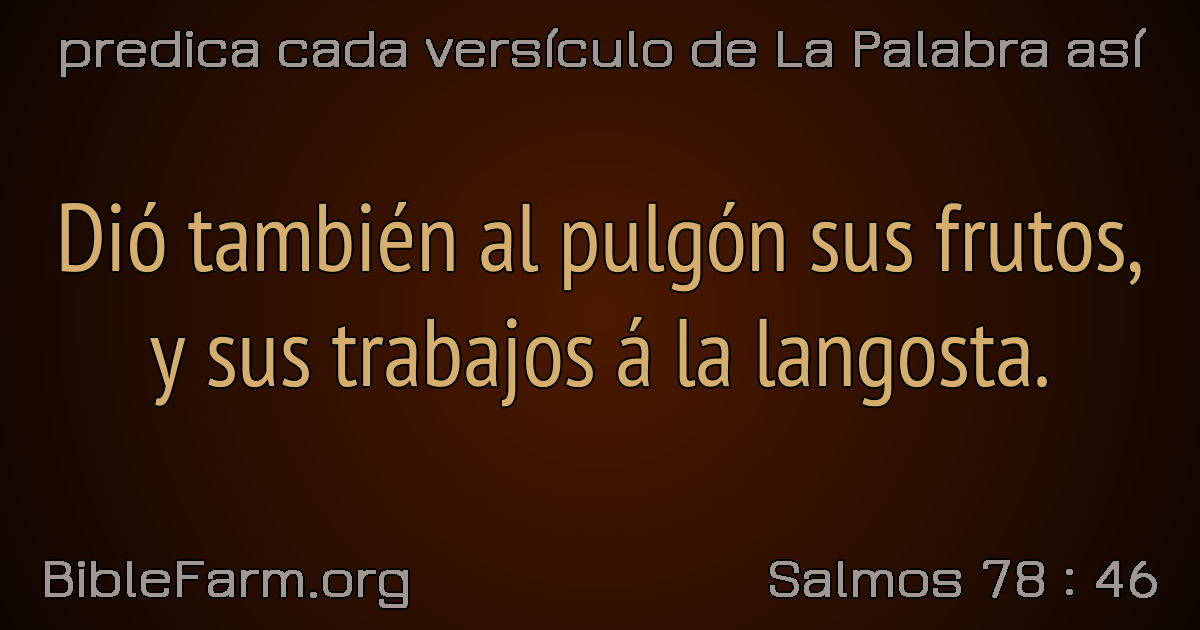 predica cada versículo de La Palabra así
Dió también al pulgón sus frutos,
y sus trabajos á la langosta.
BibleFarm.org
Salmos 78 : 46